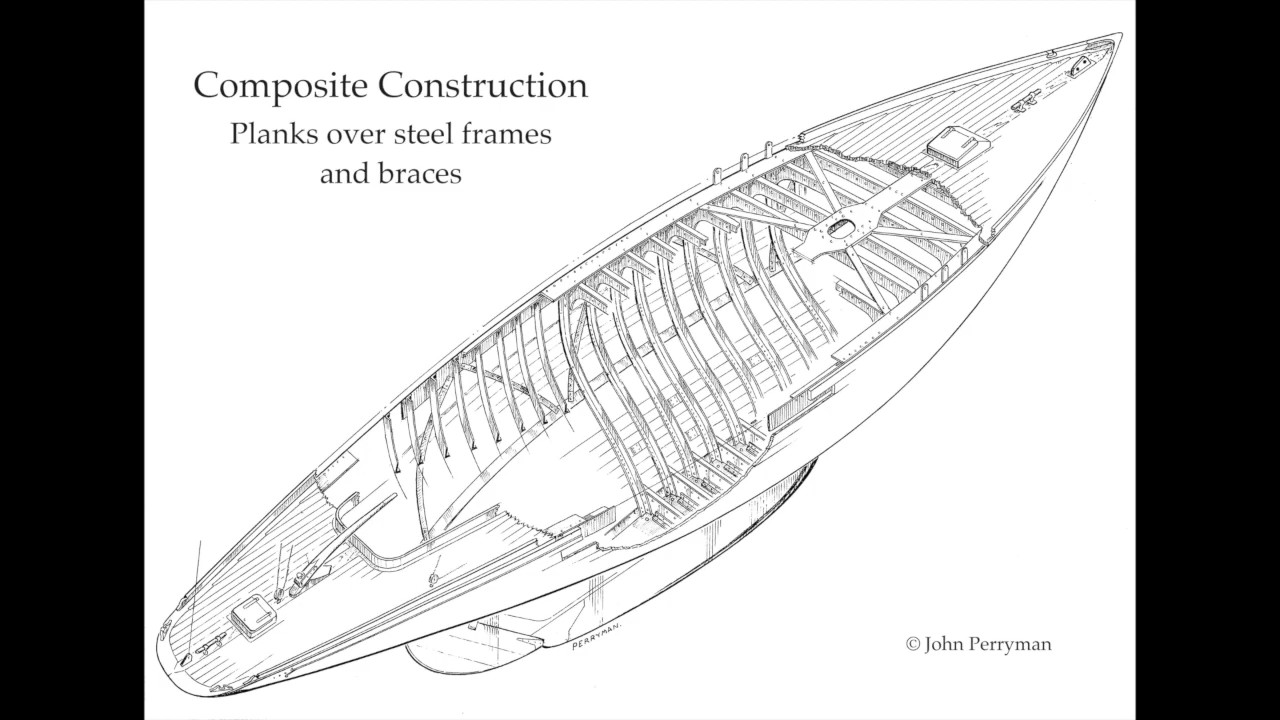 Composite Construction
Planks over steel frames
and braces
PERRYMAN.
© John Perryman